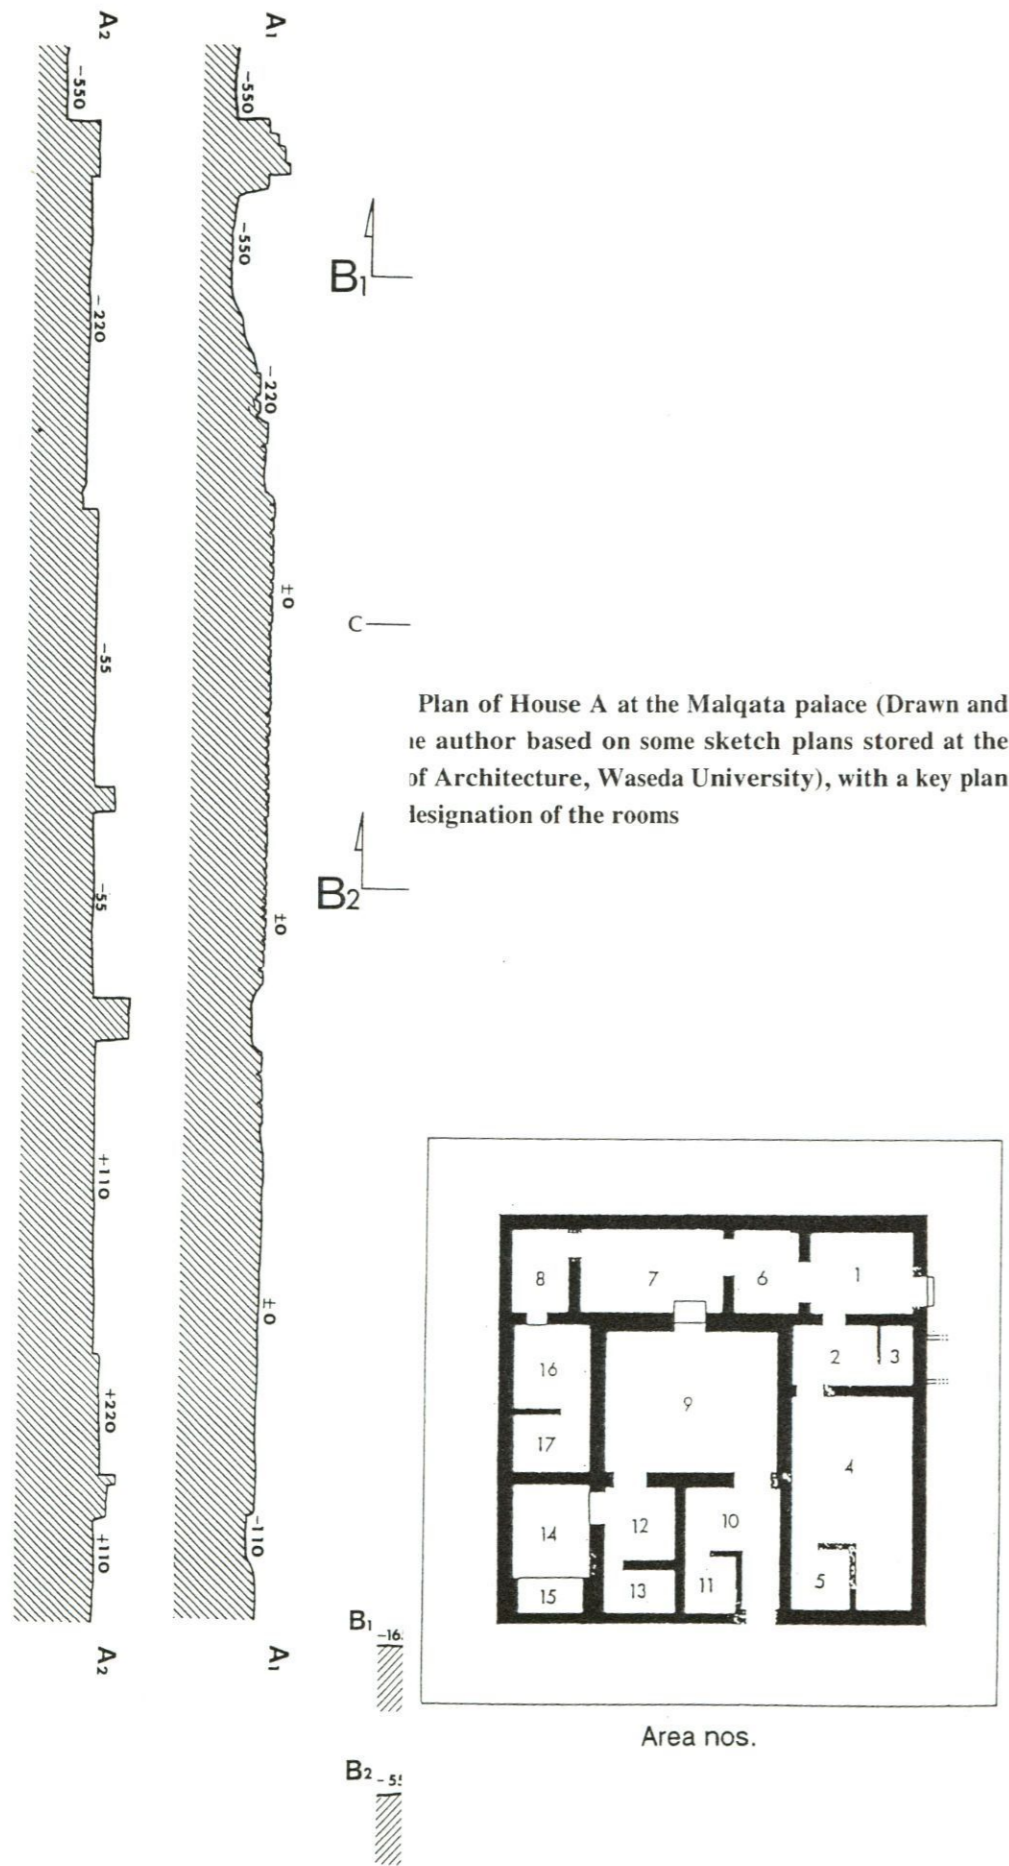 A₂
A₁
-550
-550
-550
B₁
-220
-220
±0
C
Plan of House A at the Malqata palace (Drawn and
author based on some sketch plans stored at the
of Architecture, Waseda University), with a key plan
of the rooms
-55
B₂
-55
±0
+110
±0
+220
-110
+110
A₂
A₁
8
7
6
1
2
3
16
9
17
4
14
12
10
15
13
11
5
Area nos.
B₁
B₂